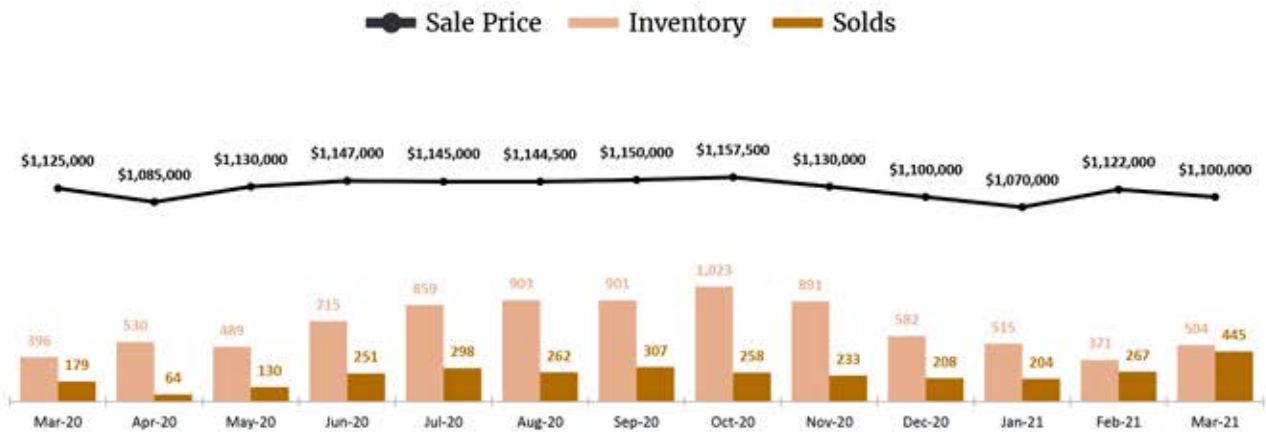 Sale Price Inventory Solds
$1,125,000 $1,085,000 $1,130,000 $1,147,000 $1,145,000 $1,144,500 $1,150,000 $1,157,500 $1,130,000 $1,100,000 $1,070,000 $1,122,000 $1,100,000
396 179 530 64 489 130 715 251 859 298 903 262 901 307 1,023 258 891 233 582 208 515 204 371 267 504 445
Mar-20 Apr-20 May-20 Jun-20 Jul-20 Aug-20 Sep-20 Oct-20 Nov-20 Dec-20 Jan-21 Feb-21 Mar-21